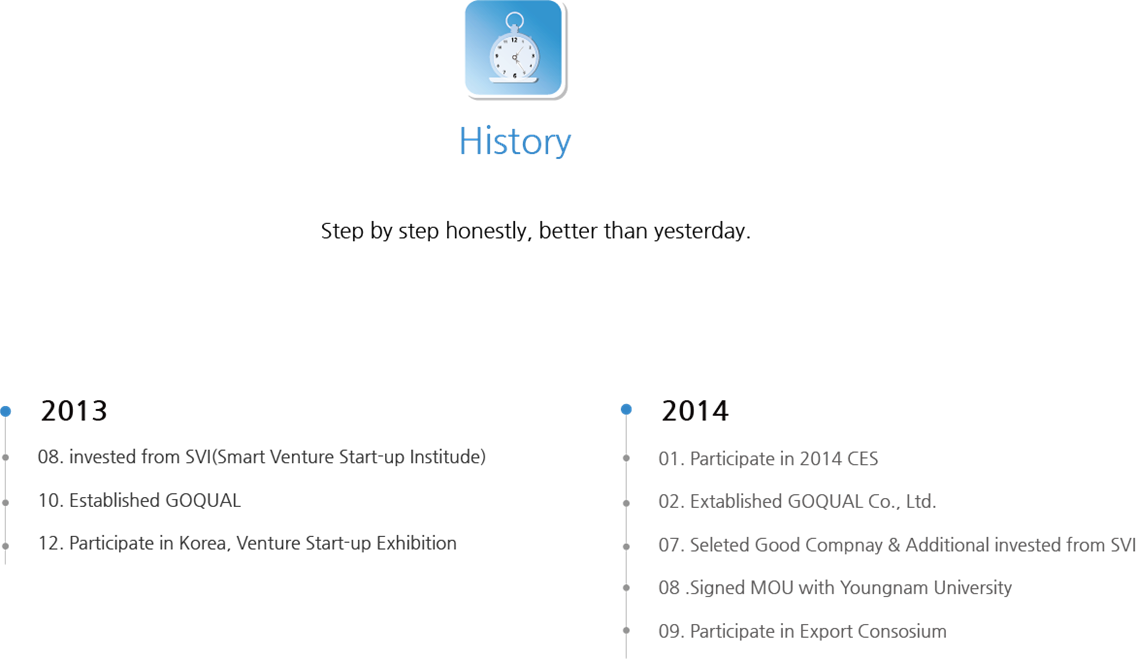 History
Step by step honestly, better than yesterday.
2013
08. invested from SVI(Smart Venture Start-up Institude)
10. Established GOQUAL
12. Participate in Korea, Venture Start-up Exhibition
2014
01. Participate in 2014 CES
02. Extablished GOQUAL Co., Ltd.
07. Seleted Good Compnay & Additional invested from SVI
08 .Signed MOU with Youngnam University
09. Participate in Export Consosium